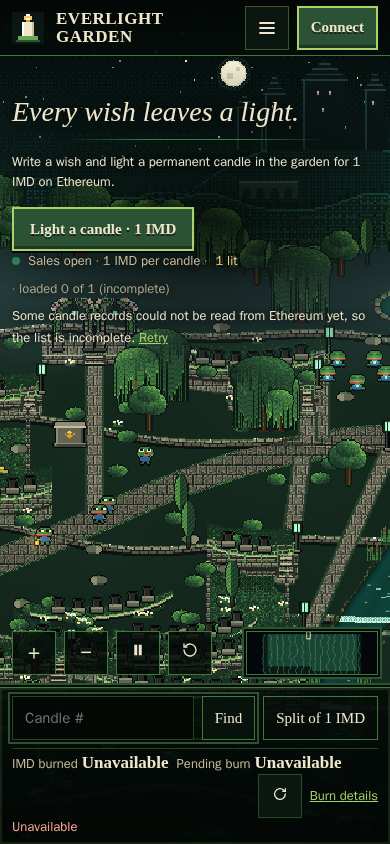 EVERLIGHT
GARDEN
Connect
Every wish leaves a light.
Write a wish and light a permanent candle in the garden for 1
IMD on Ethereum.
Light a candle · 1 IMD
Sales open · 1 IMD per candle · 1 lit
· loaded 0 of 1 (incomplete)
Some candle records could not be read from Ethereum yet, so
the list is incomplete. Retry
Candle #
Find
Split of 1 IMD
IMD burned Unavailable Pending burn Unavailable
Burn details
Unavailable